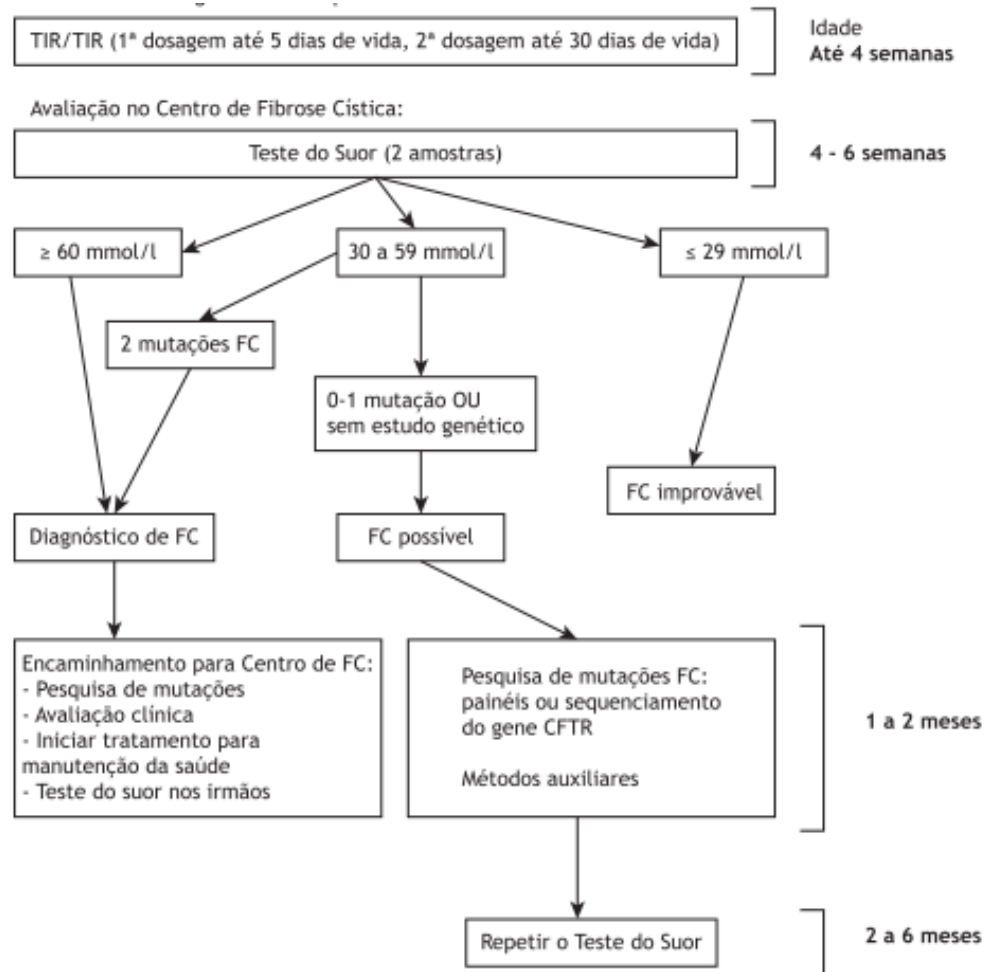 TIR/TIR (1ª dosagem até 5 dias de vida, 2ª dosagem até 30 dias de vida)
Idade
Até 4 semanas
Avaliação no Centro de Fibrose Cística:
Teste do Suor (2 amostras)
4 - 6 semanas
≥ 60 mmol/l
30 a 59 mmol/l
≤ 29 mmol/l
2 mutações FC
0-1 mutação OU
sem estudo genético
FC improvável
Diagnóstico de FC
FC possível
Encaminhamento para Centro de FC:
- Pesquisa de mutações
- Avaliação clínica
- Iniciar tratamento para
manutenção da saúde
- Teste do suor nos irmãos
Pesquisa de mutações FC:
painéis ou sequenciamento
do gene CFTR
Métodos auxiliares
1 a 2 meses
Repetir o Teste do Suor
2 a 6 meses